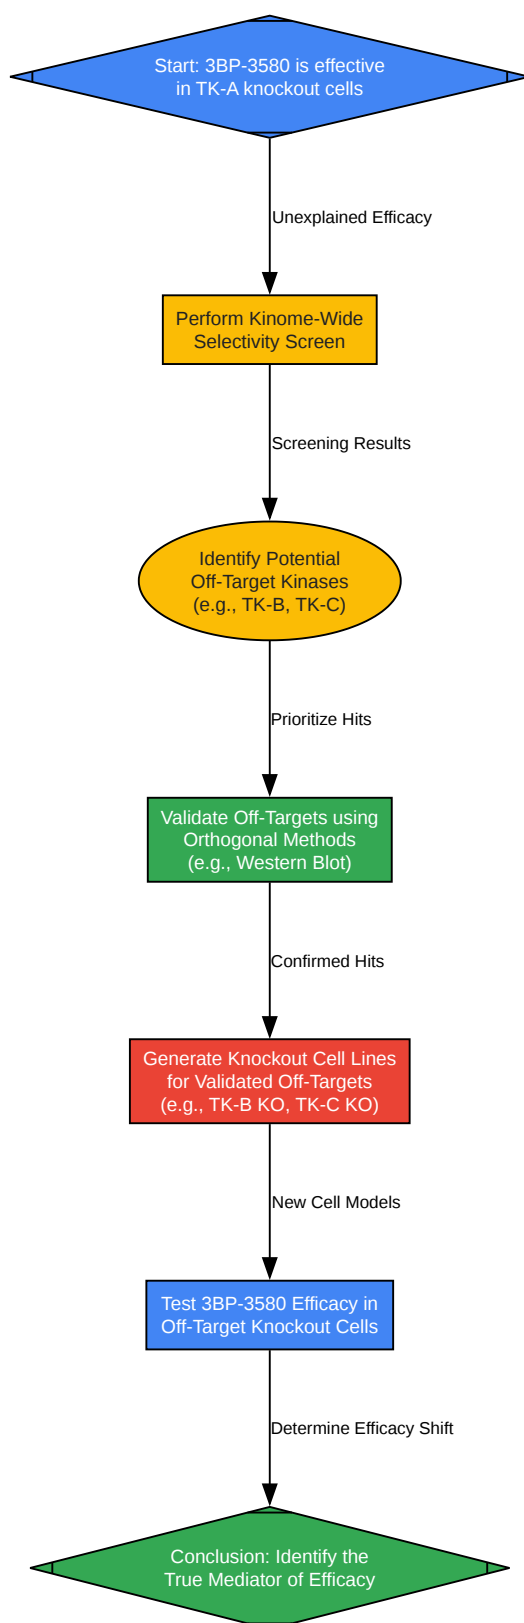 Start: 3BP-3580 is effective
in TK-A knockout cells
Unexplained Efficacy
Perform Kinome-Wide
Selectivity Screen
Screening Results
Identify Potential
Off-Target Kinases
(e.g., TK-B, TK-C)
Prioritize Hits
Validate Off-Targets using
Orthogonal Methods
(e.g., Western Blot)
Confirmed Hits
Generate Knockout Cell Lines
for Validated Off-Targets
(e.g., TK-B KO, TK-C KO)
New Cell Models
Test 3BP-3580 Efficacy in
Off-Target Knockout Cells
Determine Efficacy Shift
Conclusion: Identify the
True Mediator of Efficacy